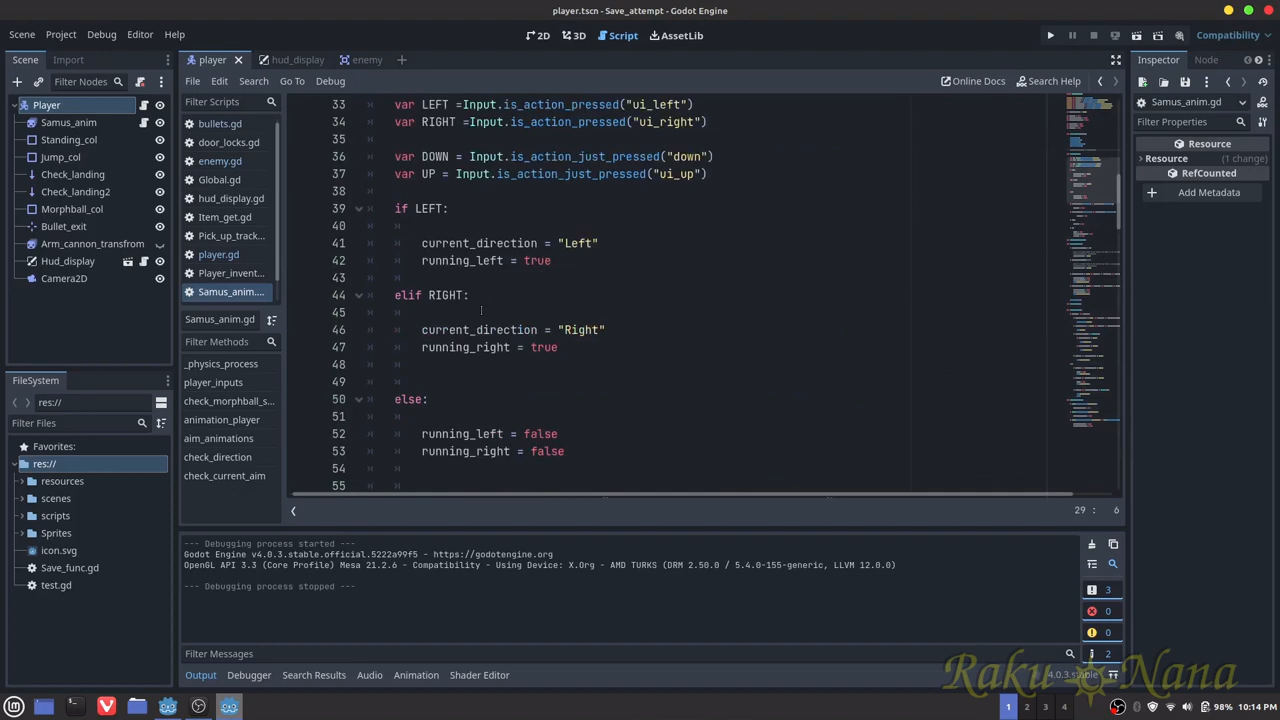 player.tscn - Save_attempt - Godot Engine
Scene Project Debug Editor Help
2D 3D Script AssetLib
Compatibility
Scene Import
player hud_display enemy
Inspector Node
Filter Nodes
File Edit Search Go To Debug
Online Docs Search Help
Samus_anim.gd
Filter Properties
Resource
Resource (1 change)
RefCounted
Add Metadata
Player
Samus_anim
Standing_col
Jump_col
Check_landing
Check_landing2
Morphball_col
Bullet_exit
Arm_cannon_transfrom
Hud_display
Camera2D
Filter Scripts
bullets.gd
door_locks.gd
enemy.gd
Global.gd
hud_display.gd
Item_get.gd
Pick_up_track...
player.gd
Player_invent...
Samus_anim.gd
Filter Methods
_physics_process
player_inputs
check_morphball_s...
animation_player
aim_animations
check_direction
check_current_aim
33 var LEFT =Input.is_action_pressed("ui_left")
34 var RIGHT =Input.is_action_pressed("ui_right")
35
36 var DOWN = Input.is_action_just_pressed("down")
37 var UP = Input.is_action_just_pressed("ui_up")
38
39 if LEFT:
40
41 current_direction = "Left"
42 running_left = true
43
44 elif RIGHT:
45
46 current_direction = "Right"
47 running_right = true
48
49
50 else:
51
52 running_left = false
53 running_right = false
54
55
29 : 6
FileSystem
res://
Filter Files
Favorites:
res://
resources
scenes
scripts
Sprites
icon.svg
Save_func.gd
test.gd
--- Debugging process started ---
Godot Engine v4.0.3.stable.official.5222a99f5 - https://godotengine.org
OpenGL API 3.3 (Core Profile) Mesa 21.2.6 - Compatibility - Using Device: X.Org - AMD TURKS (DRM 2.50.0 / 5.4.0-155-generic, LLVM 12.0.0)
--- Debugging process stopped ---
3
0
0
2
Filter Messages
Output Debugger Search Results Audio Animation Shader Editor
4.0.3.stable
Raku Nana
1 2 3 4
98% 10:14 PM